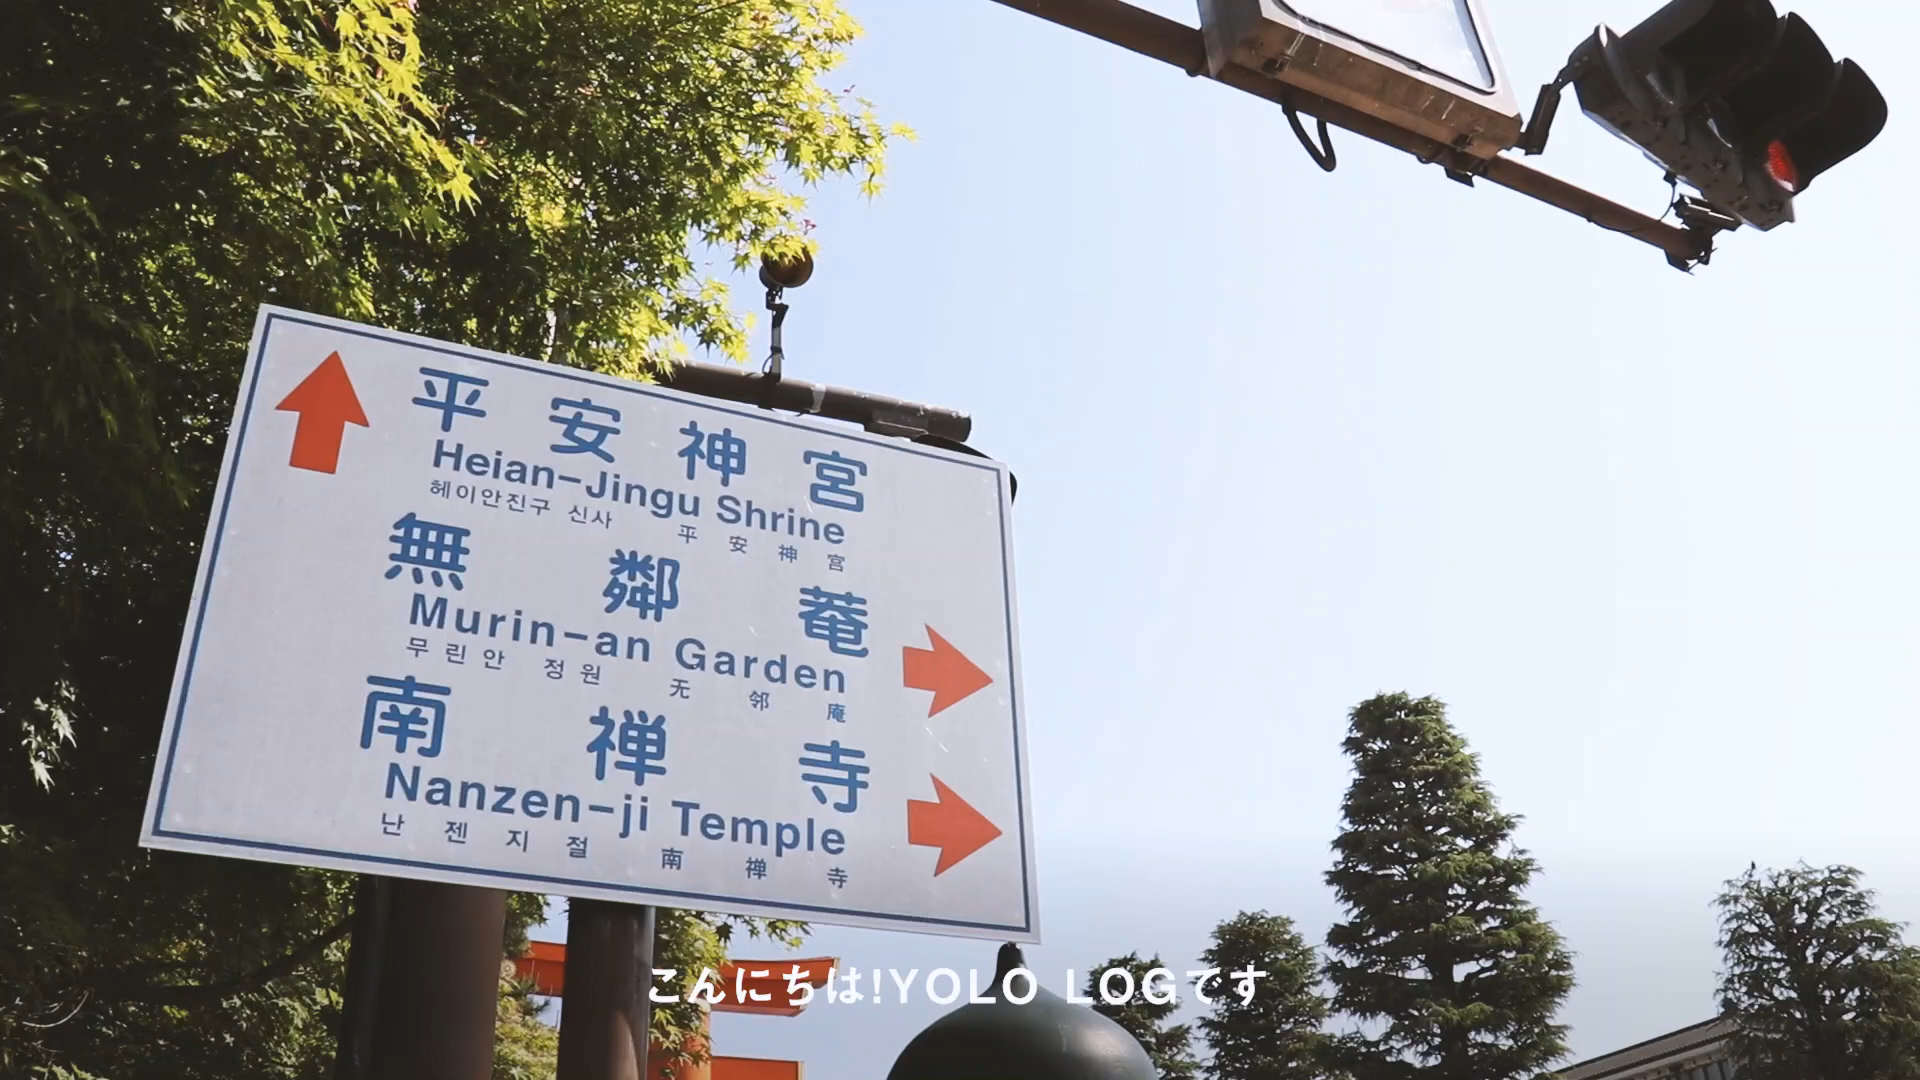 平安神宮
Heian-Jingu Shrine
헤이안진구 신사 平安神宮
無鄰菴
Murin-an Garden
무린안 정원 无邻庵
南禅寺
Nanzen-ji Temple
난젠지절 南禅寺
こんにちは!YOLO LOGです